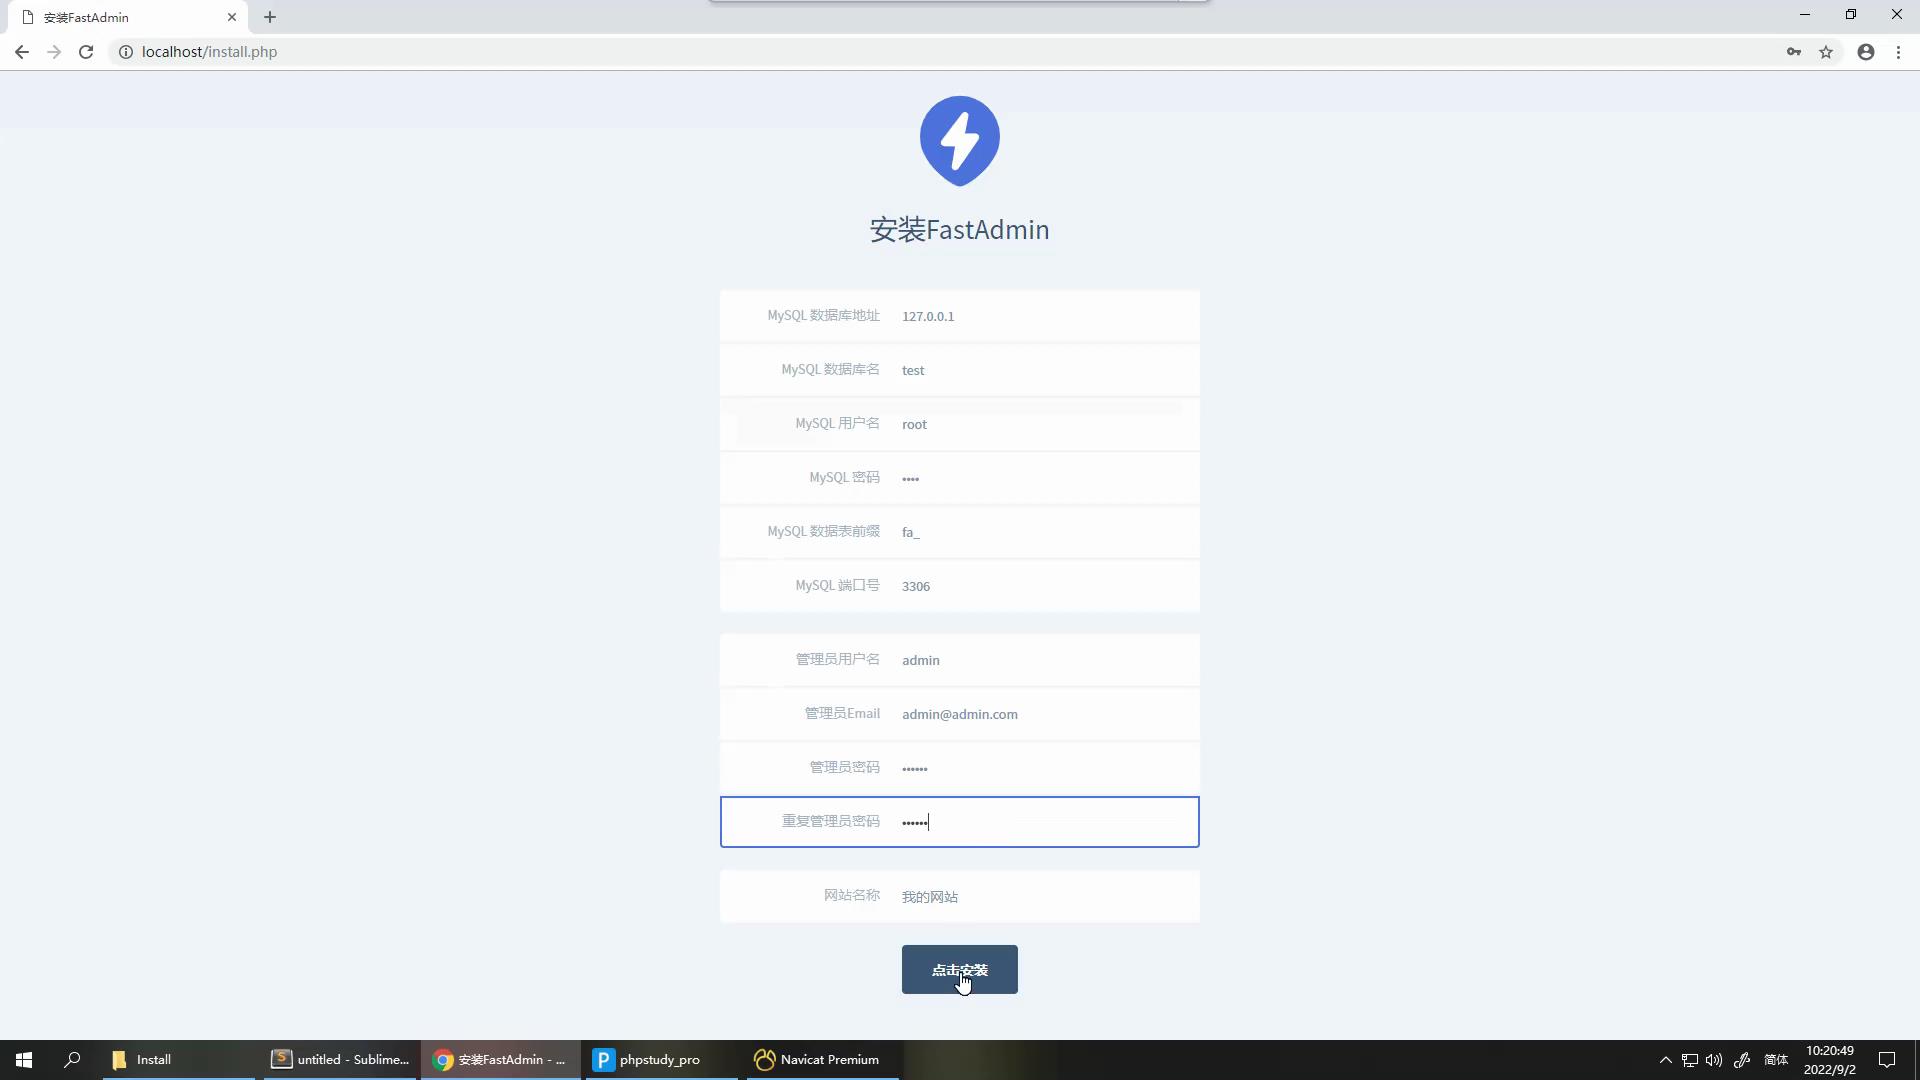 安装FastAdmin
localhost/install.php
安装FastAdmin
MySQL 数据库地址 127.0.0.1
MySQL 数据库名 test
MySQL 用户名 root
MySQL 密码 ••••
MySQL 数据表前缀 fa_
MySQL 端口号 3306
管理员用户名 admin
管理员Email admin@admin.com
管理员密码 ••••••
重复管理员密码 ••••••
网站名称 我的网站
点击安装
Install
untitled - Sublime...
安装FastAdmin - ...
phpstudy_pro
Navicat Premium
简体
10:20:49
2022/9/2